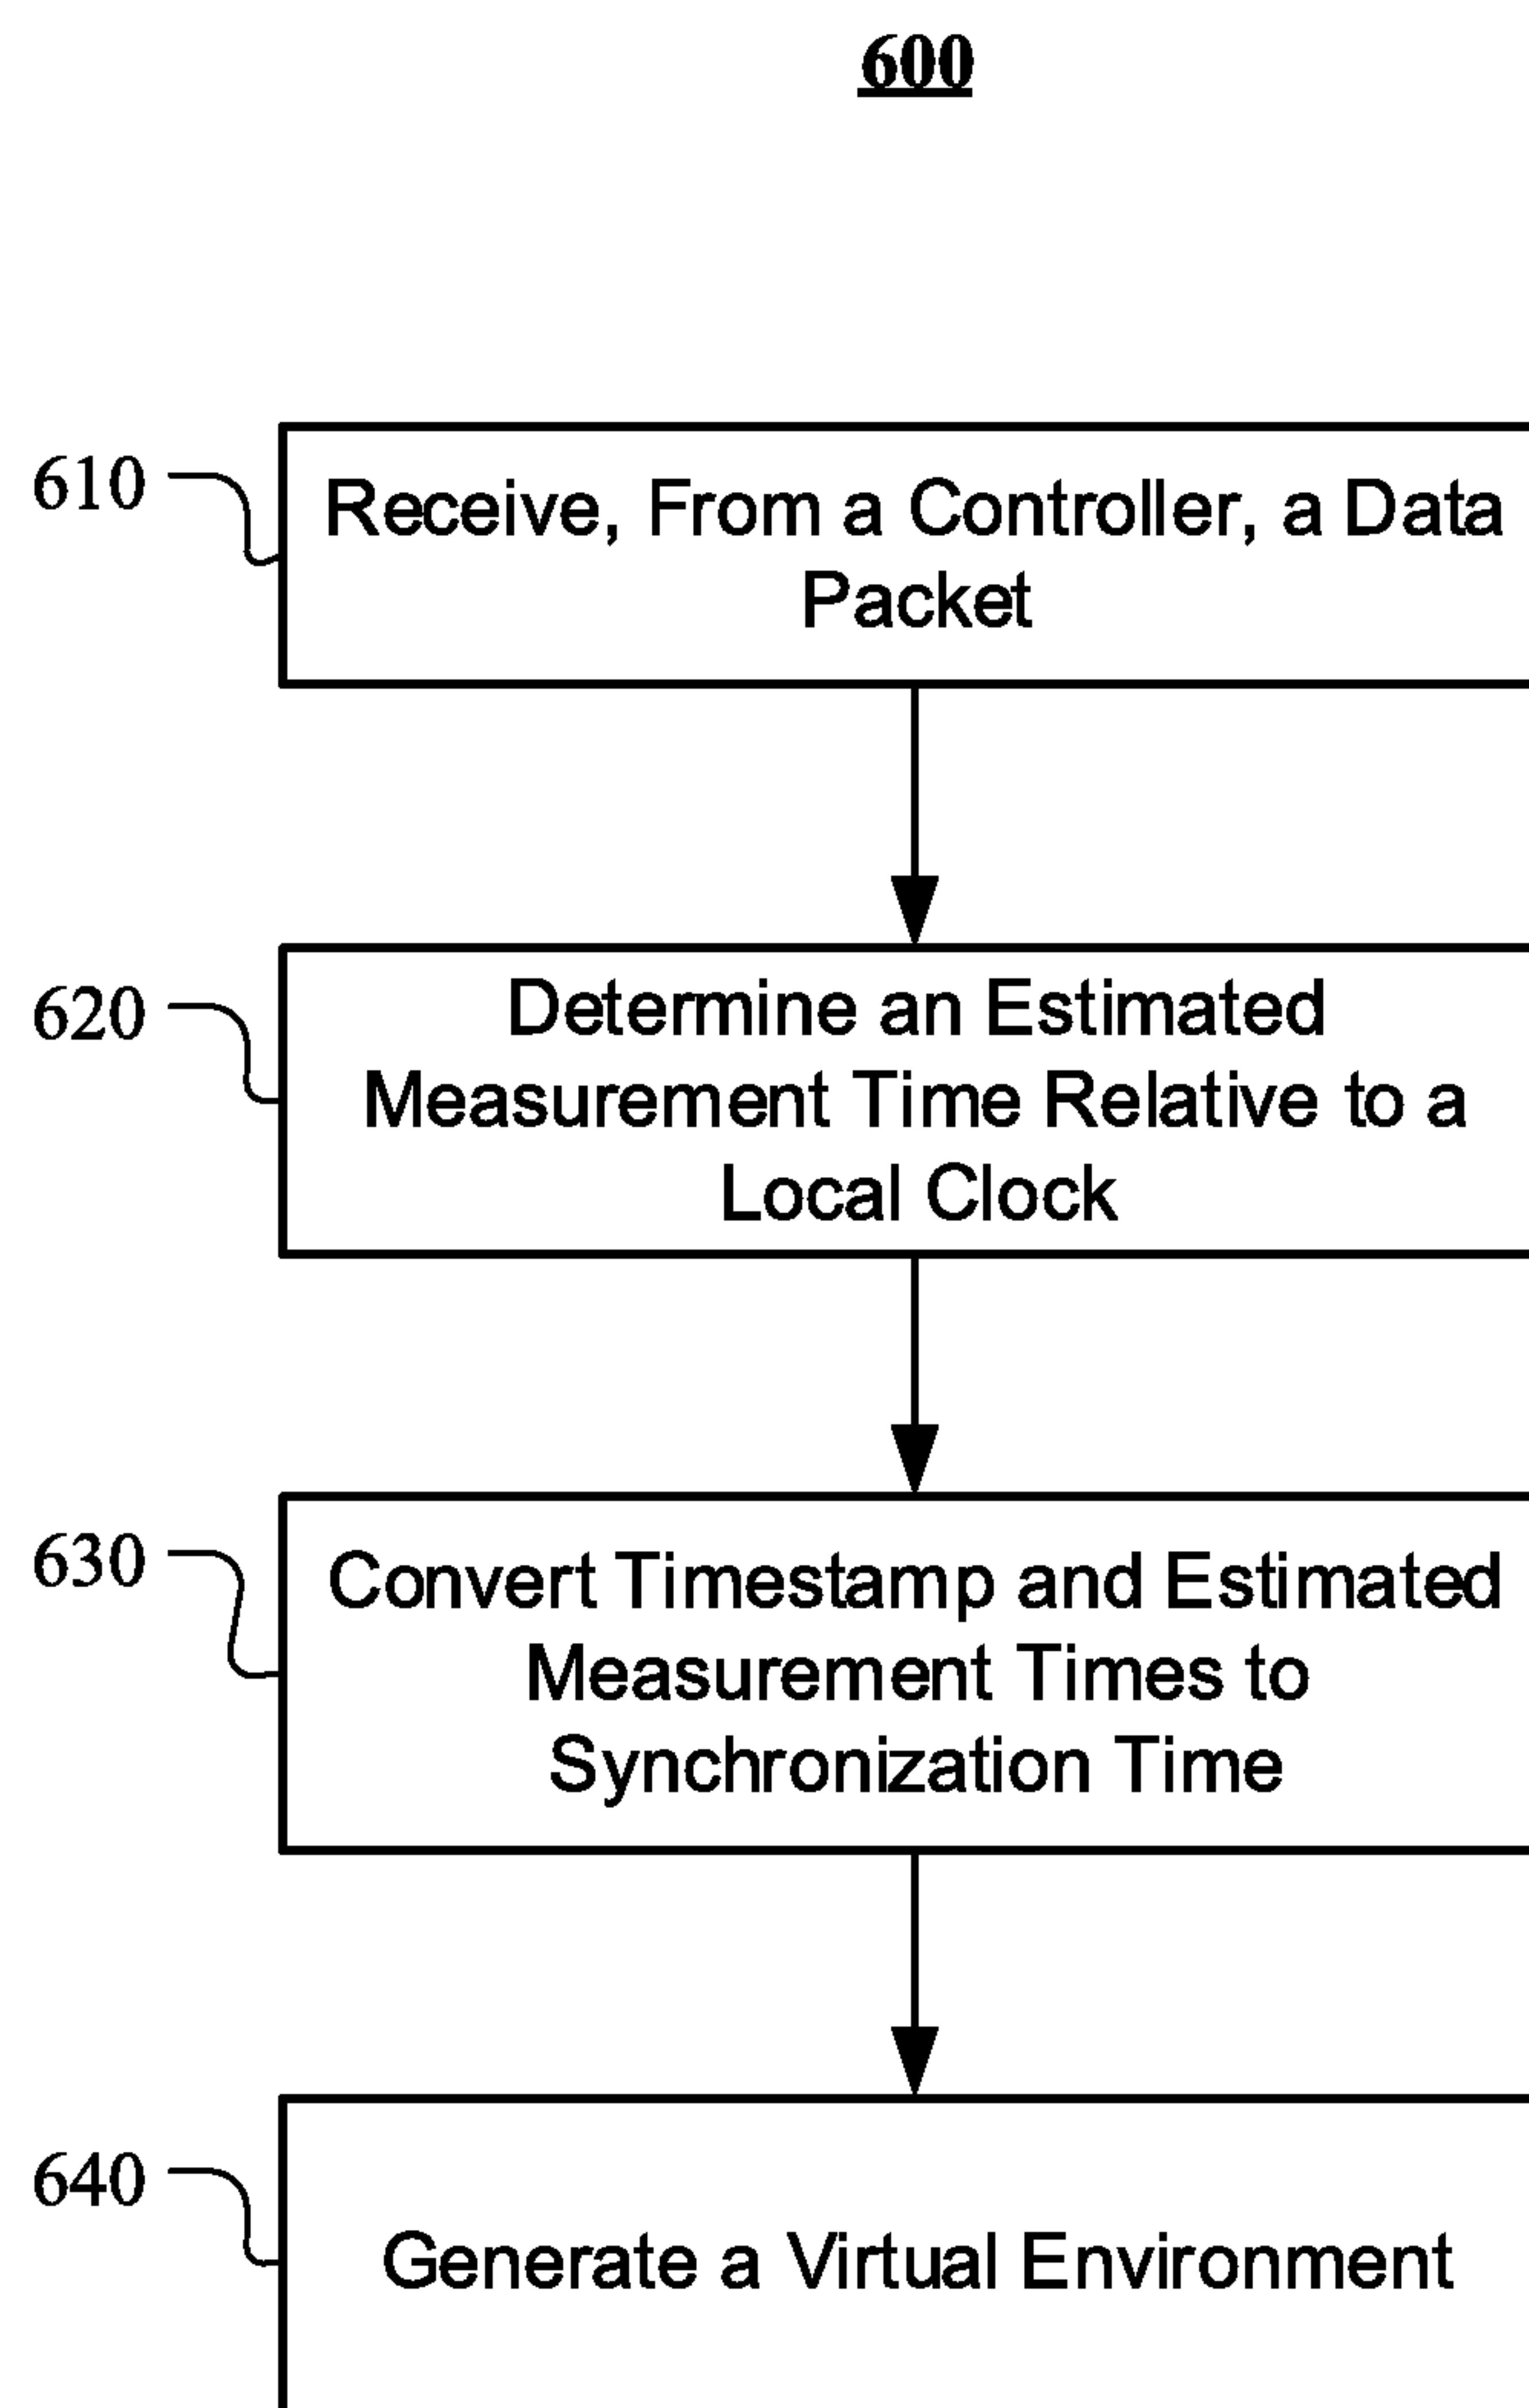 600
610
Receive, From a Controller, a Data
Packet
620
Determine an Estimated
Measurement Time Relative to a
Local Clock
630
Convert Timestamp and Estimated
Measurement Times to
Synchronization Time
640
Generate a Virtual Environment